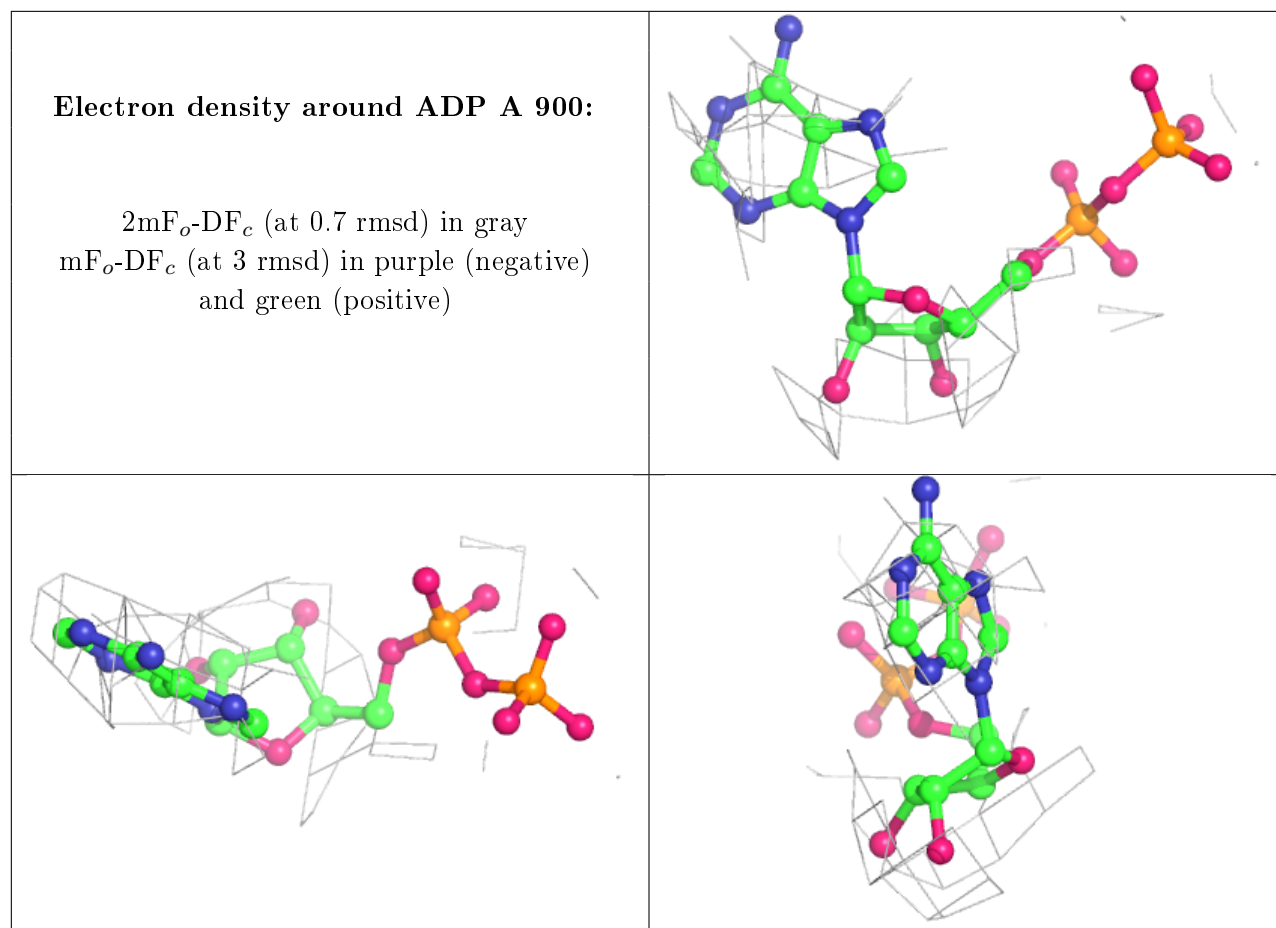 Electron density around ADP A 900:
2mFo-DFc (at 0.7 rmsd) in gray
mFo-DFc (at 3 rmsd) in purple (negative)
and green (positive)